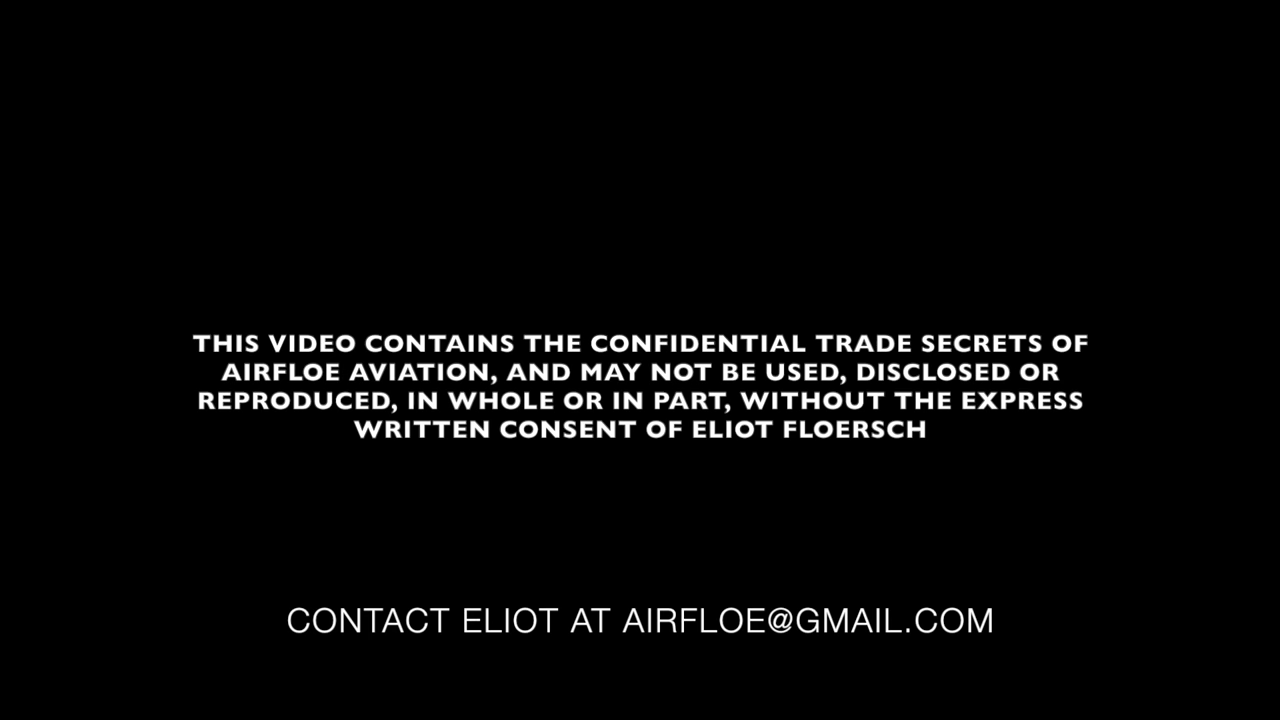 THIS VIDEO CONTAINS THE CONFIDENTIAL TRADE SECRETS OF
AIRFLOE AVIATION, AND MAY NOT BE USED, DISCLOSED OR
REPRODUCED, IN WHOLE OR IN PART, WITHOUT THE EXPRESS
WRITTEN CONSENT OF ELIOT FLOERSCH
CONTACT ELIOT AT AIRFLOE@GMAIL.COM